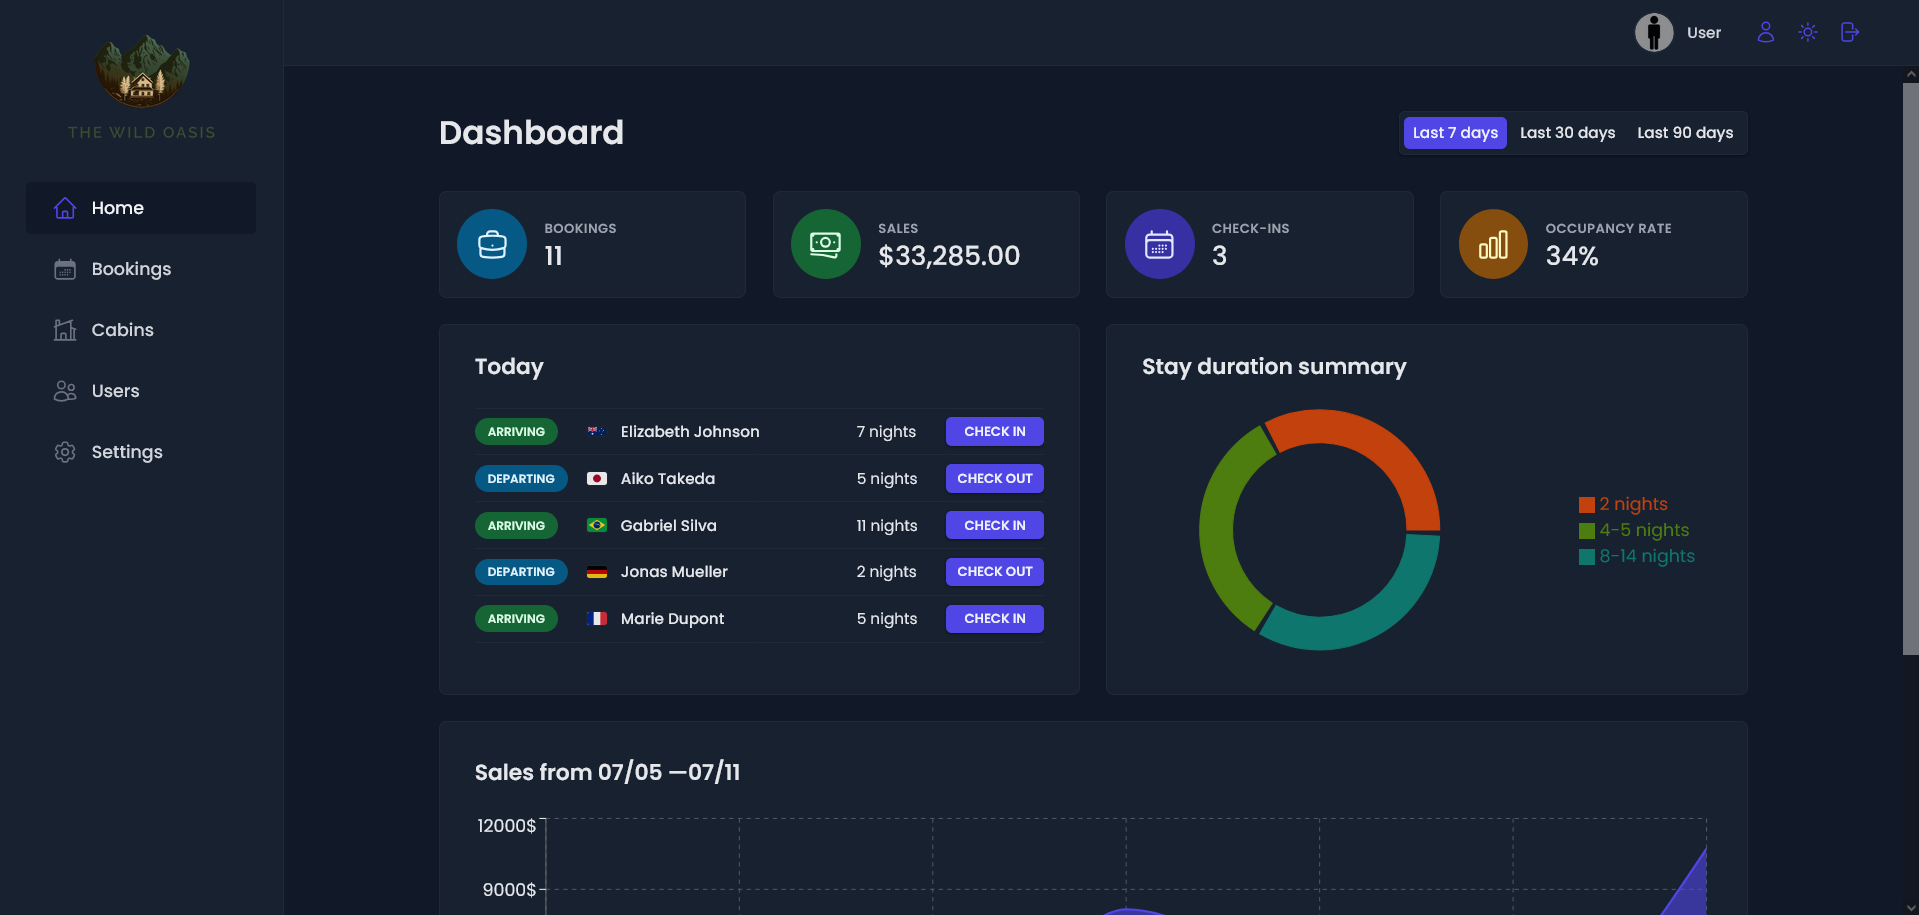 User
THE WILD OASIS
Home
Bookings
Cabins
Users
Settings
Dashboard
Last 7 days Last 30 days Last 90 days
BOOKINGS
11
SALES
$33,285.00
CHECK-INS
3
OCCUPANCY RATE
34%
Today
ARRIVING Elizabeth Johnson 7 nights CHECK IN
DEPARTING Aiko Takeda 5 nights CHECK OUT
ARRIVING Gabriel Silva 11 nights CHECK IN
DEPARTING Jonas Mueller 2 nights CHECK OUT
ARRIVING Marie Dupont 5 nights CHECK IN
Stay duration summary
2 nights
4-5 nights
8-14 nights
Sales from 07/05 —07/11
12000$
9000$